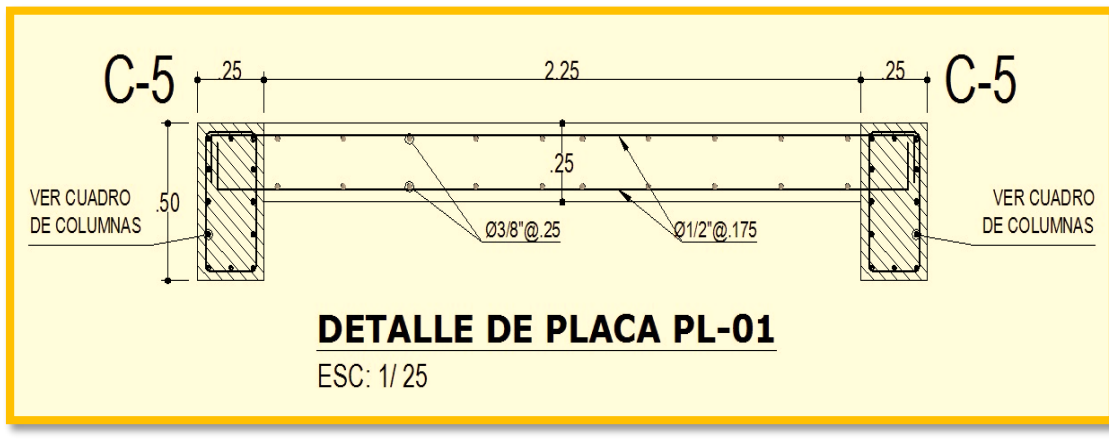 C-5
.25
2.25
.25
C-5
.25
.50
VER CUADRO
DE COLUMNAS
VER CUADRO
DE COLUMNAS
Ø3/8"@.25
Ø1/2"@.175
DETALLE DE PLACA PL-01
ESC: 1/ 25